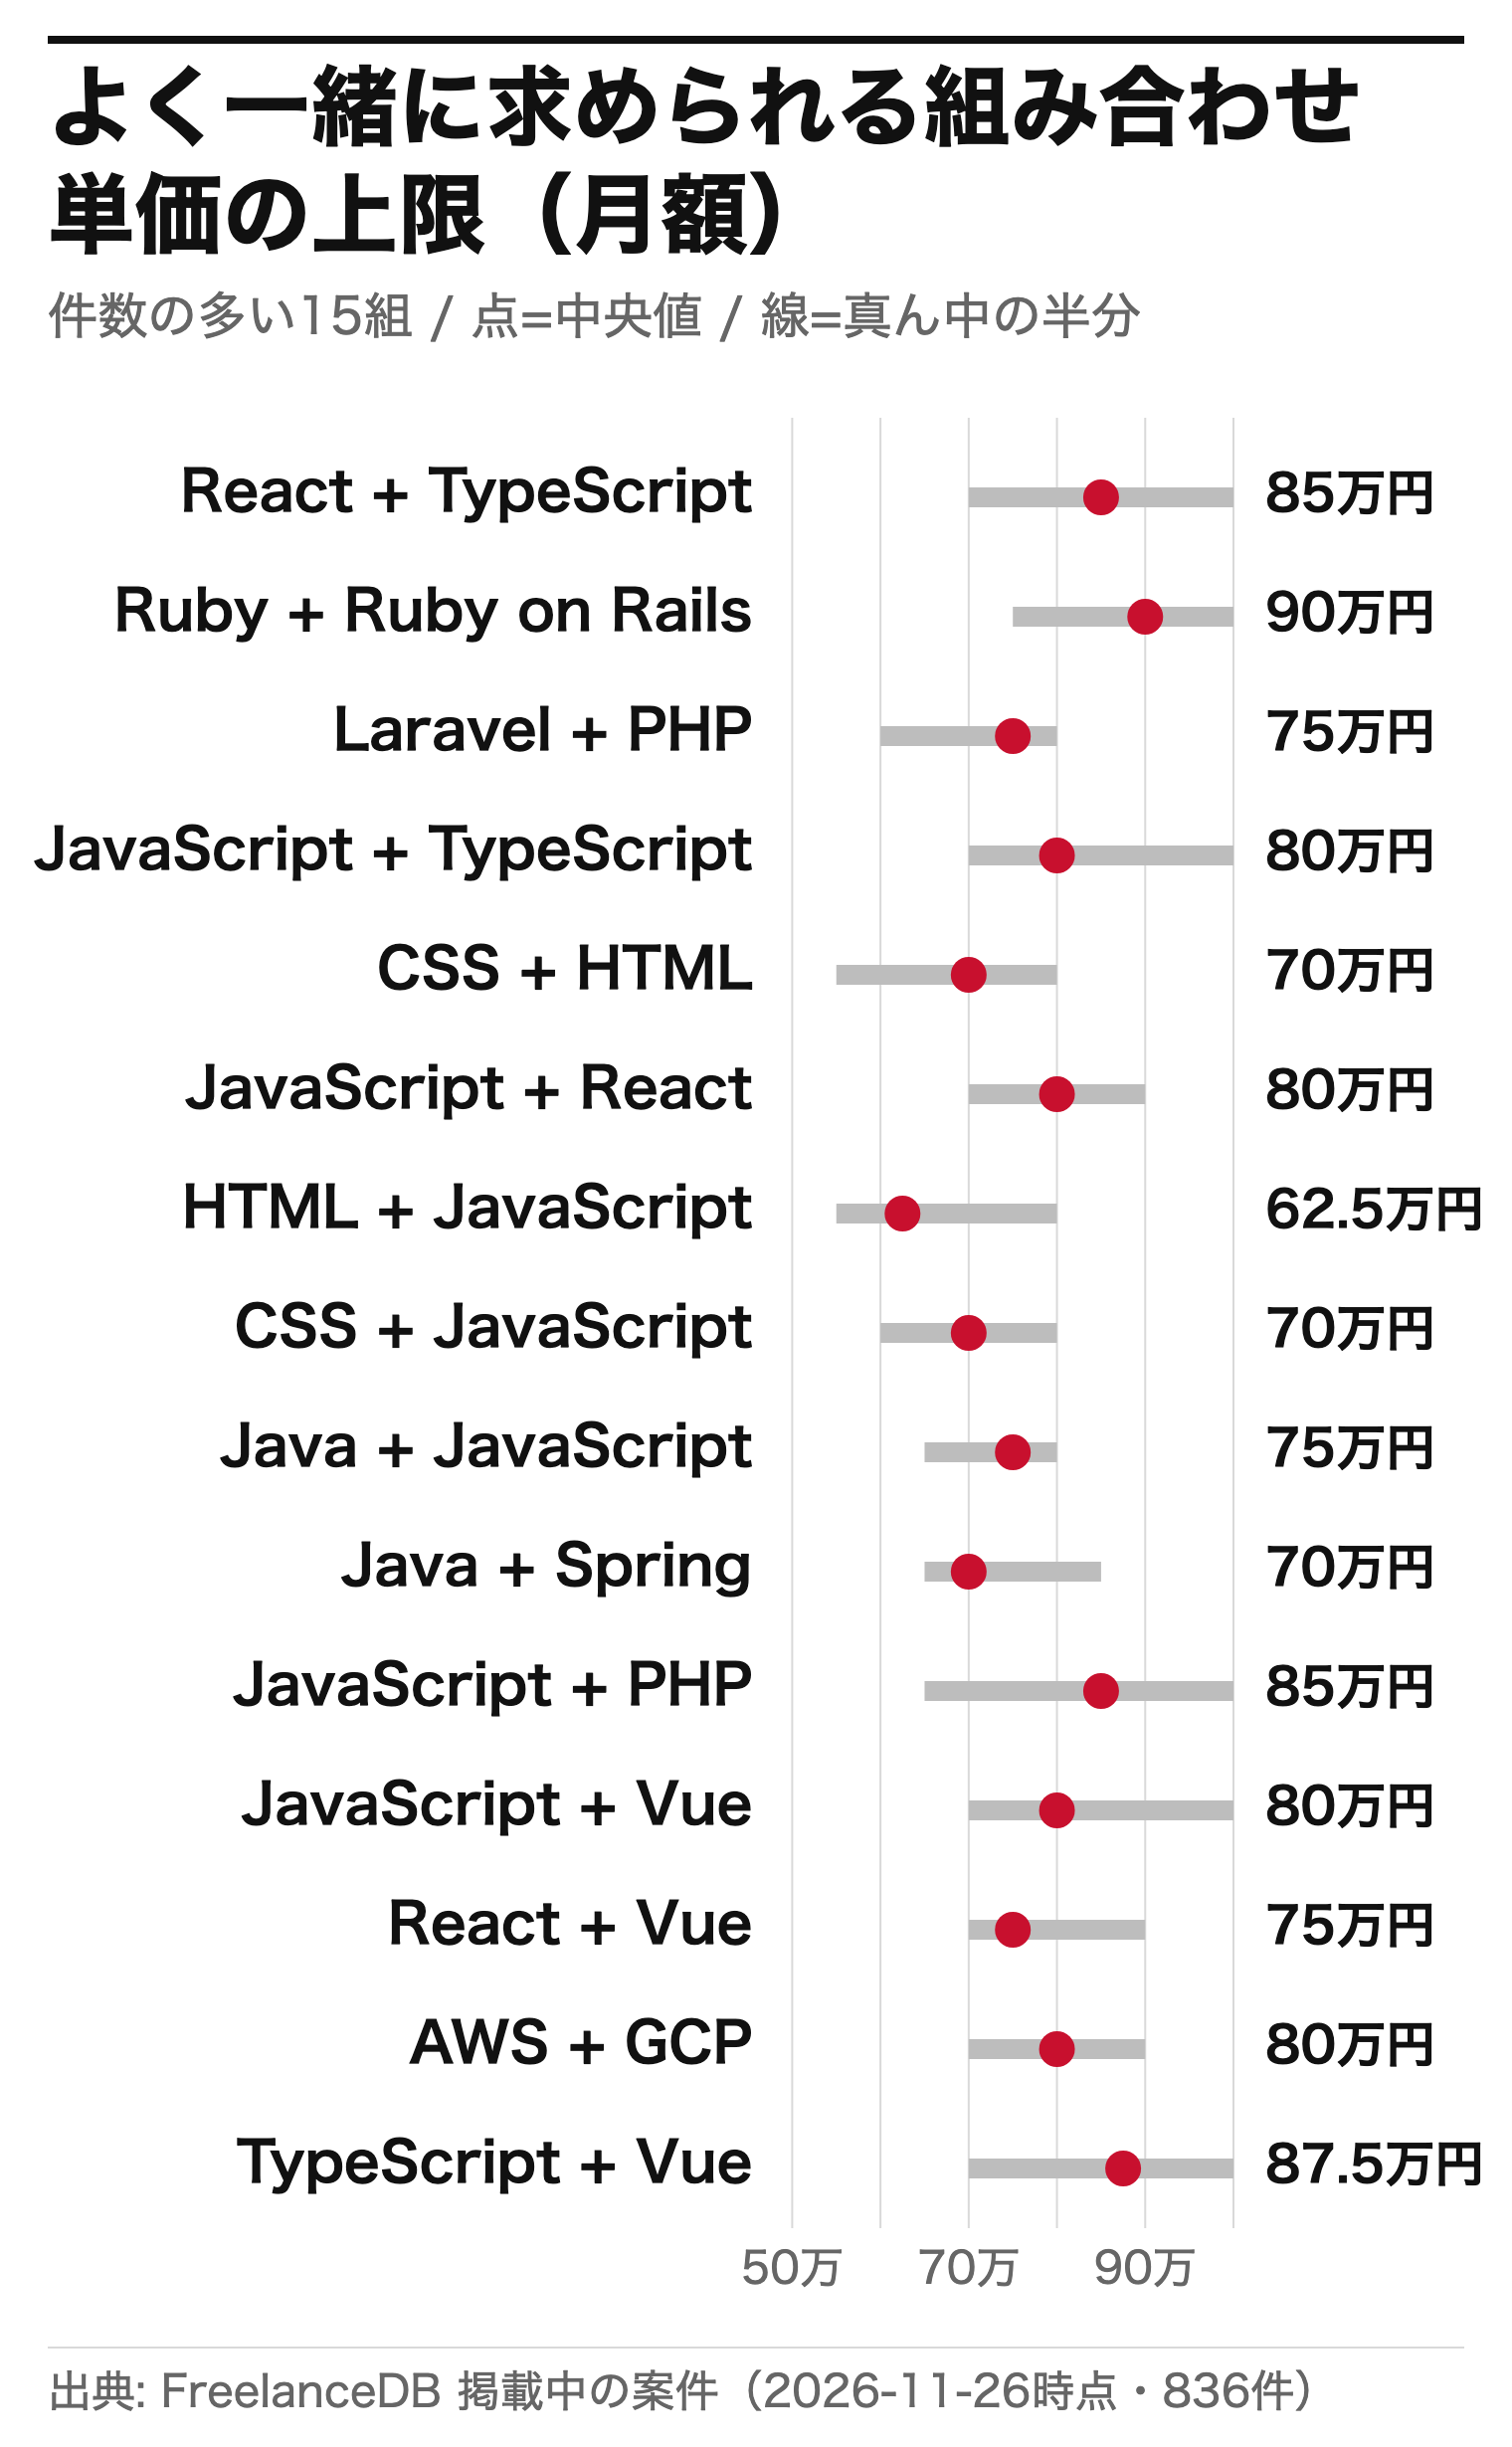 よく一緒に求められる組み合わせ
単価の上限（月額）
件数の多い15組 / 点=中央値 / 線=真ん中の半分
React + TypeScript 85万円
Ruby + Ruby on Rails 90万円
Laravel + PHP 75万円
JavaScript + TypeScript 80万円
CSS + HTML 70万円
JavaScript + React 80万円
HTML + JavaScript 62.5万円
CSS + JavaScript 70万円
Java + JavaScript 75万円
Java + Spring 70万円
JavaScript + PHP 85万円
JavaScript + Vue 80万円
React + Vue 75万円
AWS + GCP 80万円
TypeScript + Vue 87.5万円
50万 70万 90万
出典: FreelanceDB 掲載中の案件（2026-11-26時点・836件）